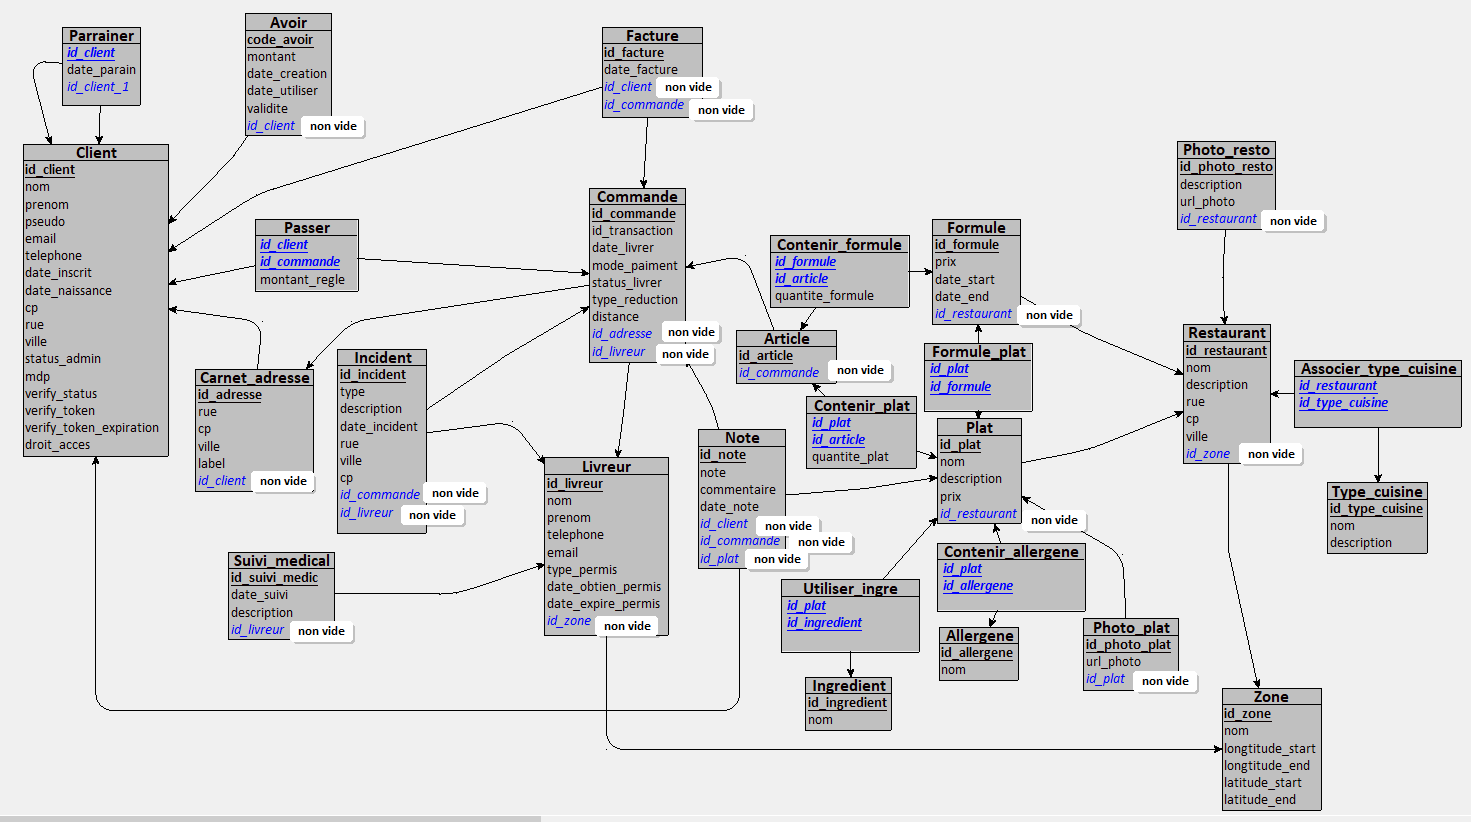 Parrainer
id_client
date_parain
id_client_1
Avoir
code_avoir
montant
date_creation
date_utiliser
validite
id_client non vide
Facture
id_facture
date_facture
id_client non vide
id_commande non vide
Client
id_client
nom
prenom
pseudo
email
telephone
date_inscrit
date_naissance
cp
rue
ville
status_admin
mdp
verify_status
verify_token
verify_token_expiration
droit_acces
Passer
id_client
id_commande
montant_regle
Commande
id_commande
id_transaction
date_livrer
mode_paiment
status_livrer
type_reduction
distance
id_adresse non vide
id_livreur non vide
Contenir_formule
id_formule
id_article
quantite_formule
Formule
id_formule
prix
date_start
date_end
id_restaurant non vide
Photo_resto
id_photo_resto
description
url_photo
id_restaurant non vide
Article
id_article
id_commande non vide
Formule_plat
id_plat
id_formule
Restaurant
id_restaurant
nom
description
rue
cp
ville
id_zone non vide
Associer_type_cuisine
id_restaurant
id_type_cuisine
Carnet_adresse
id_adresse
rue
cp
ville
label
id_client non vide
Incident
id_incident
type
description
date_incident
rue
ville
cp
id_commande non vide
id_livreur non vide
Contenir_plat
id_plat
id_article
quantite_plat
Plat
id_plat
nom
description
prix
id_restaurant non vide
Note
id_note
note
commentaire
date_note
id_client non vide
id_commande non vide
id_plat non vide
Livreur
id_livreur
nom
prenom
telephone
email
type_permis
date_obtien_permis
date_expire_permis
id_zone non vide
Type_cuisine
id_type_cuisine
nom
description
Suivi_medical
id_suivi_medic
date_suivi
description
id_livreur non vide
Contenir_allergene
id_plat
id_allergene
Utiliser_ingre
id_plat
id_ingredient
Allergene
id_allergene
nom
Photo_plat
id_photo_plat
url_photo
id_plat non vide
Ingredient
id_ingredient
nom
Zone
id_zone
nom
longtitude_start
longtitude_end
latitude_start
latitude_end